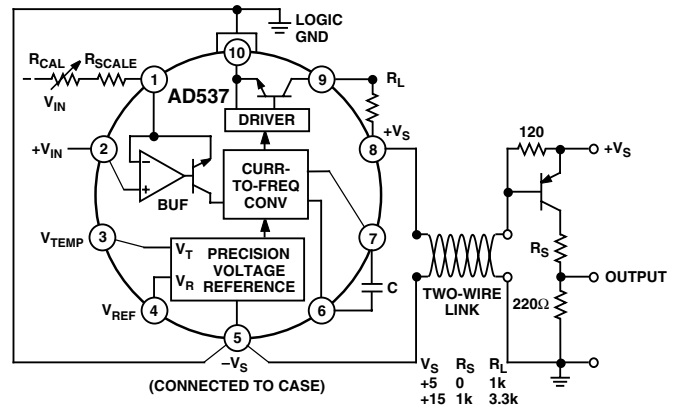 LOGIC
GND
10
RCAL
RSCALE
1
VIN
AD537
9
RL
DRIVER
+VS
2
+VIN
8
120
+VS
–
+
BUF
CURR-
TO-FREQ
CONV
3
VTEMP
7
VT
PRECISION
VOLTAGE
REFERENCE
VR
C
RS
OUTPUT
TWO-WIRE
LINK
220Ω
4
VREF
6
5
–VS
(CONNECTED TO CASE)
VS RS RL
+5 0 1k
+15 1k 3.3k